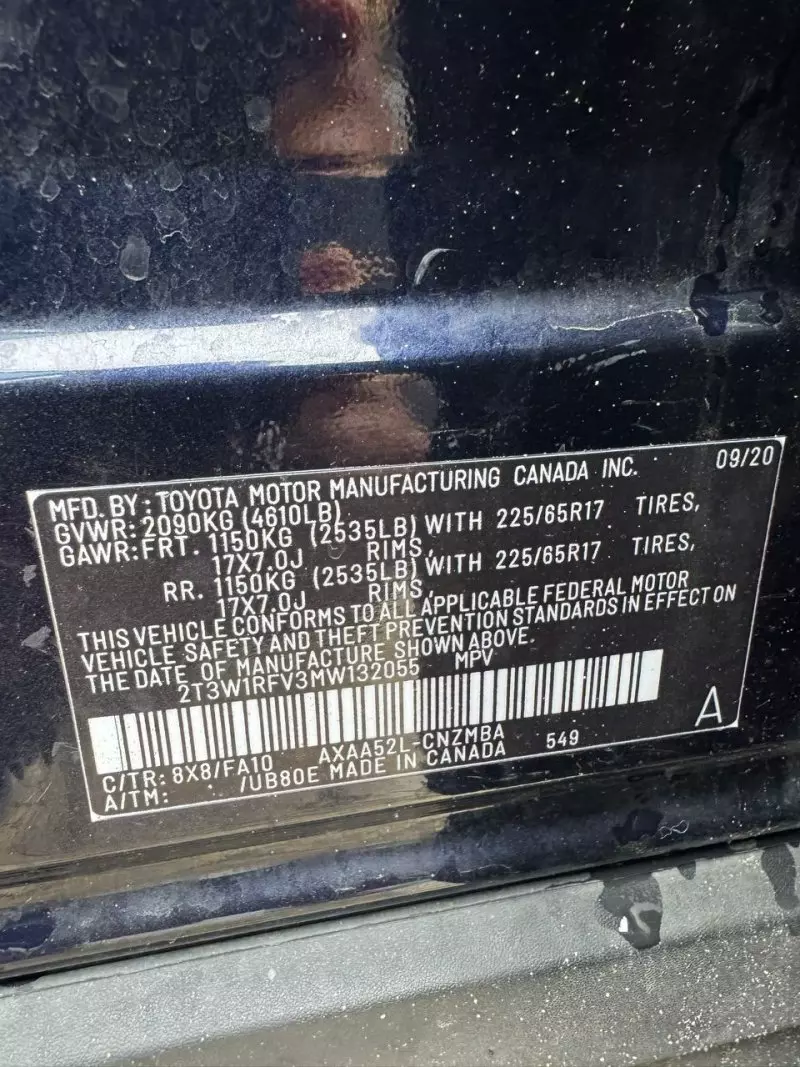 MFD. BY: TOYOTA MOTOR MANUFACTURING CANADA INC. 09/20
GVWR: 2090KG (4610LB)
GAWR: FRT. 1150KG (2535LB) WITH 225/65R17 TIRES,
17X7.0J RIMS,
RR. 1150KG (2535LB) WITH 225/65R17 TIRES,
17X7.0J RIMS,
THIS VEHICLE CONFORMS TO ALL APPLICABLE FEDERAL MOTOR
VEHICLE SAFETY AND THEFT PREVENTION STANDARDS IN EFFECT ON
THE DATE OF MANUFACTURE SHOWN ABOVE.
2T3W1RFV3MW132055 MPV
A
C/TR: 8X8/FA10 AXAA52L-CNZMBA 549
A/TM: /UB80E MADE IN CANADA